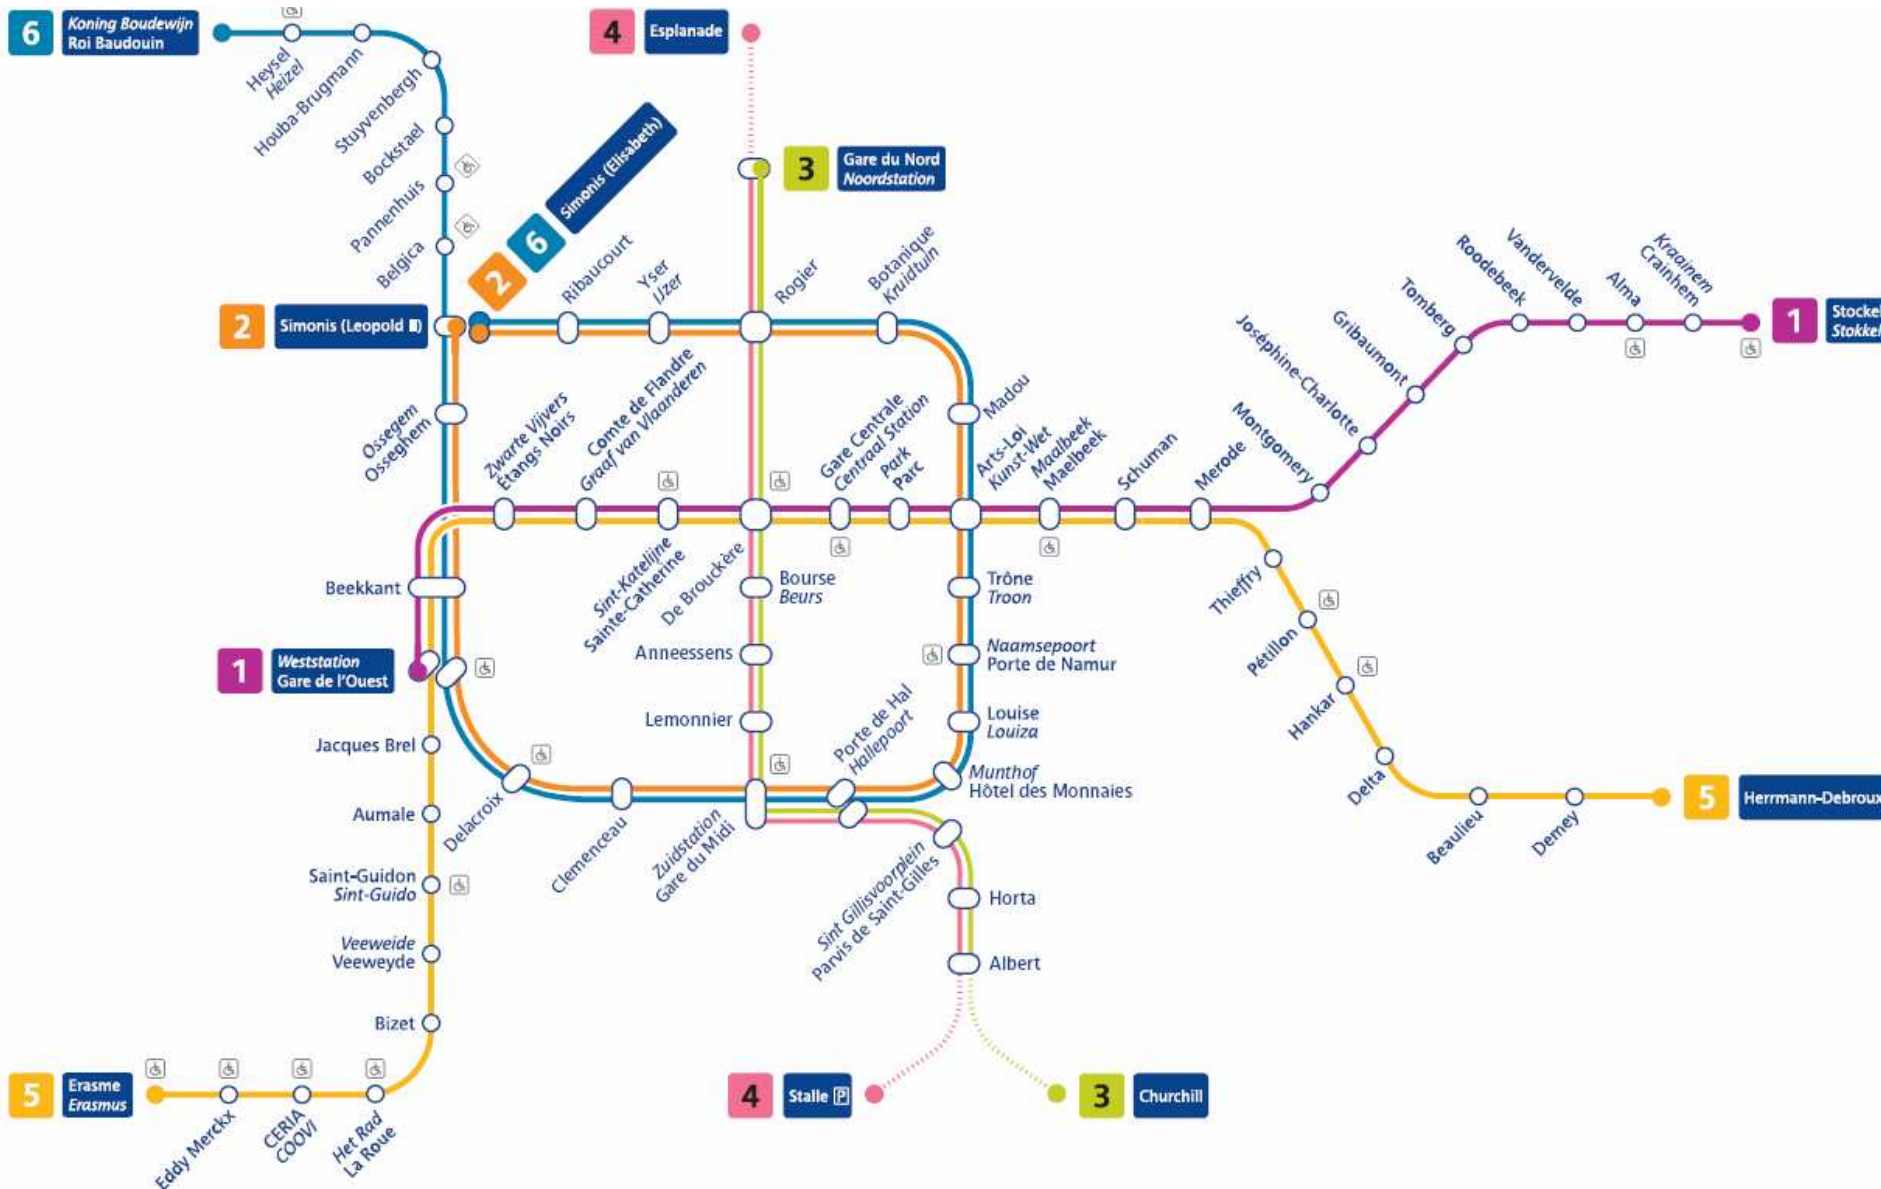 6
Koning Boudewijn
Roi Baudouin
Heysel
Heizel
Houba-Brugmann
Stuyvenbergh
Bockstael
Pannenhuis
Belgica
4
Esplanade
3
Gare du Nord
Noordstation
2
6
Simonis (Elisabeth)
2
Simonis (Leopold II)
Ribaucourt
Yser
IJzer
Rogier
Botanique
Kruidtuin
Madou
Ossegem
Osseghem
Zwarte Vijvers
Étangs Noirs
Comte de Flandre
Graaf van Vlaanderen
Sint-Katelijne
Sainte-Catherine
De Brouckère
Gare Centrale
Centraal Station
Park
Parc
Arts-Loi
Kunst-Wet
Maalbeek
Maelbeek
Schuman
Merode
Montgomery
Joséphine-Charlotte
Gribaumont
Tomberg
Roodebeek
Vandervelde
Alma
Kraainem
Crainhem
1
Stockel
Stokkel
Beekkant
1
Weststation
Gare de l'Ouest
Bourse
Beurs
Anneessens
Lemonnier
Trône
Troon
Naamsepoort
Porte de Namur
Louise
Louiza
Munthof
Hôtel des Monnaies
Porte de Hal
Hallepoort
Zuidstation
Gare du Midi
Clemenceau
Delacroix
Sint Gillisvoorplein
Parvis de Saint-Gilles
Horta
Albert
Thieffry
Pétillon
Hankar
Delta
Beaulieu
Demey
5
Herrmann-Debroux
Jacques Brel
Aumale
Saint-Guidon
Sint-Guido
Veeweide
Veeweyde
Bizet
5
Erasme
Erasmus
Eddy Merckx
CERIA
COOVI
Het Rad
La Roue
4
Stalle P
3
Churchill